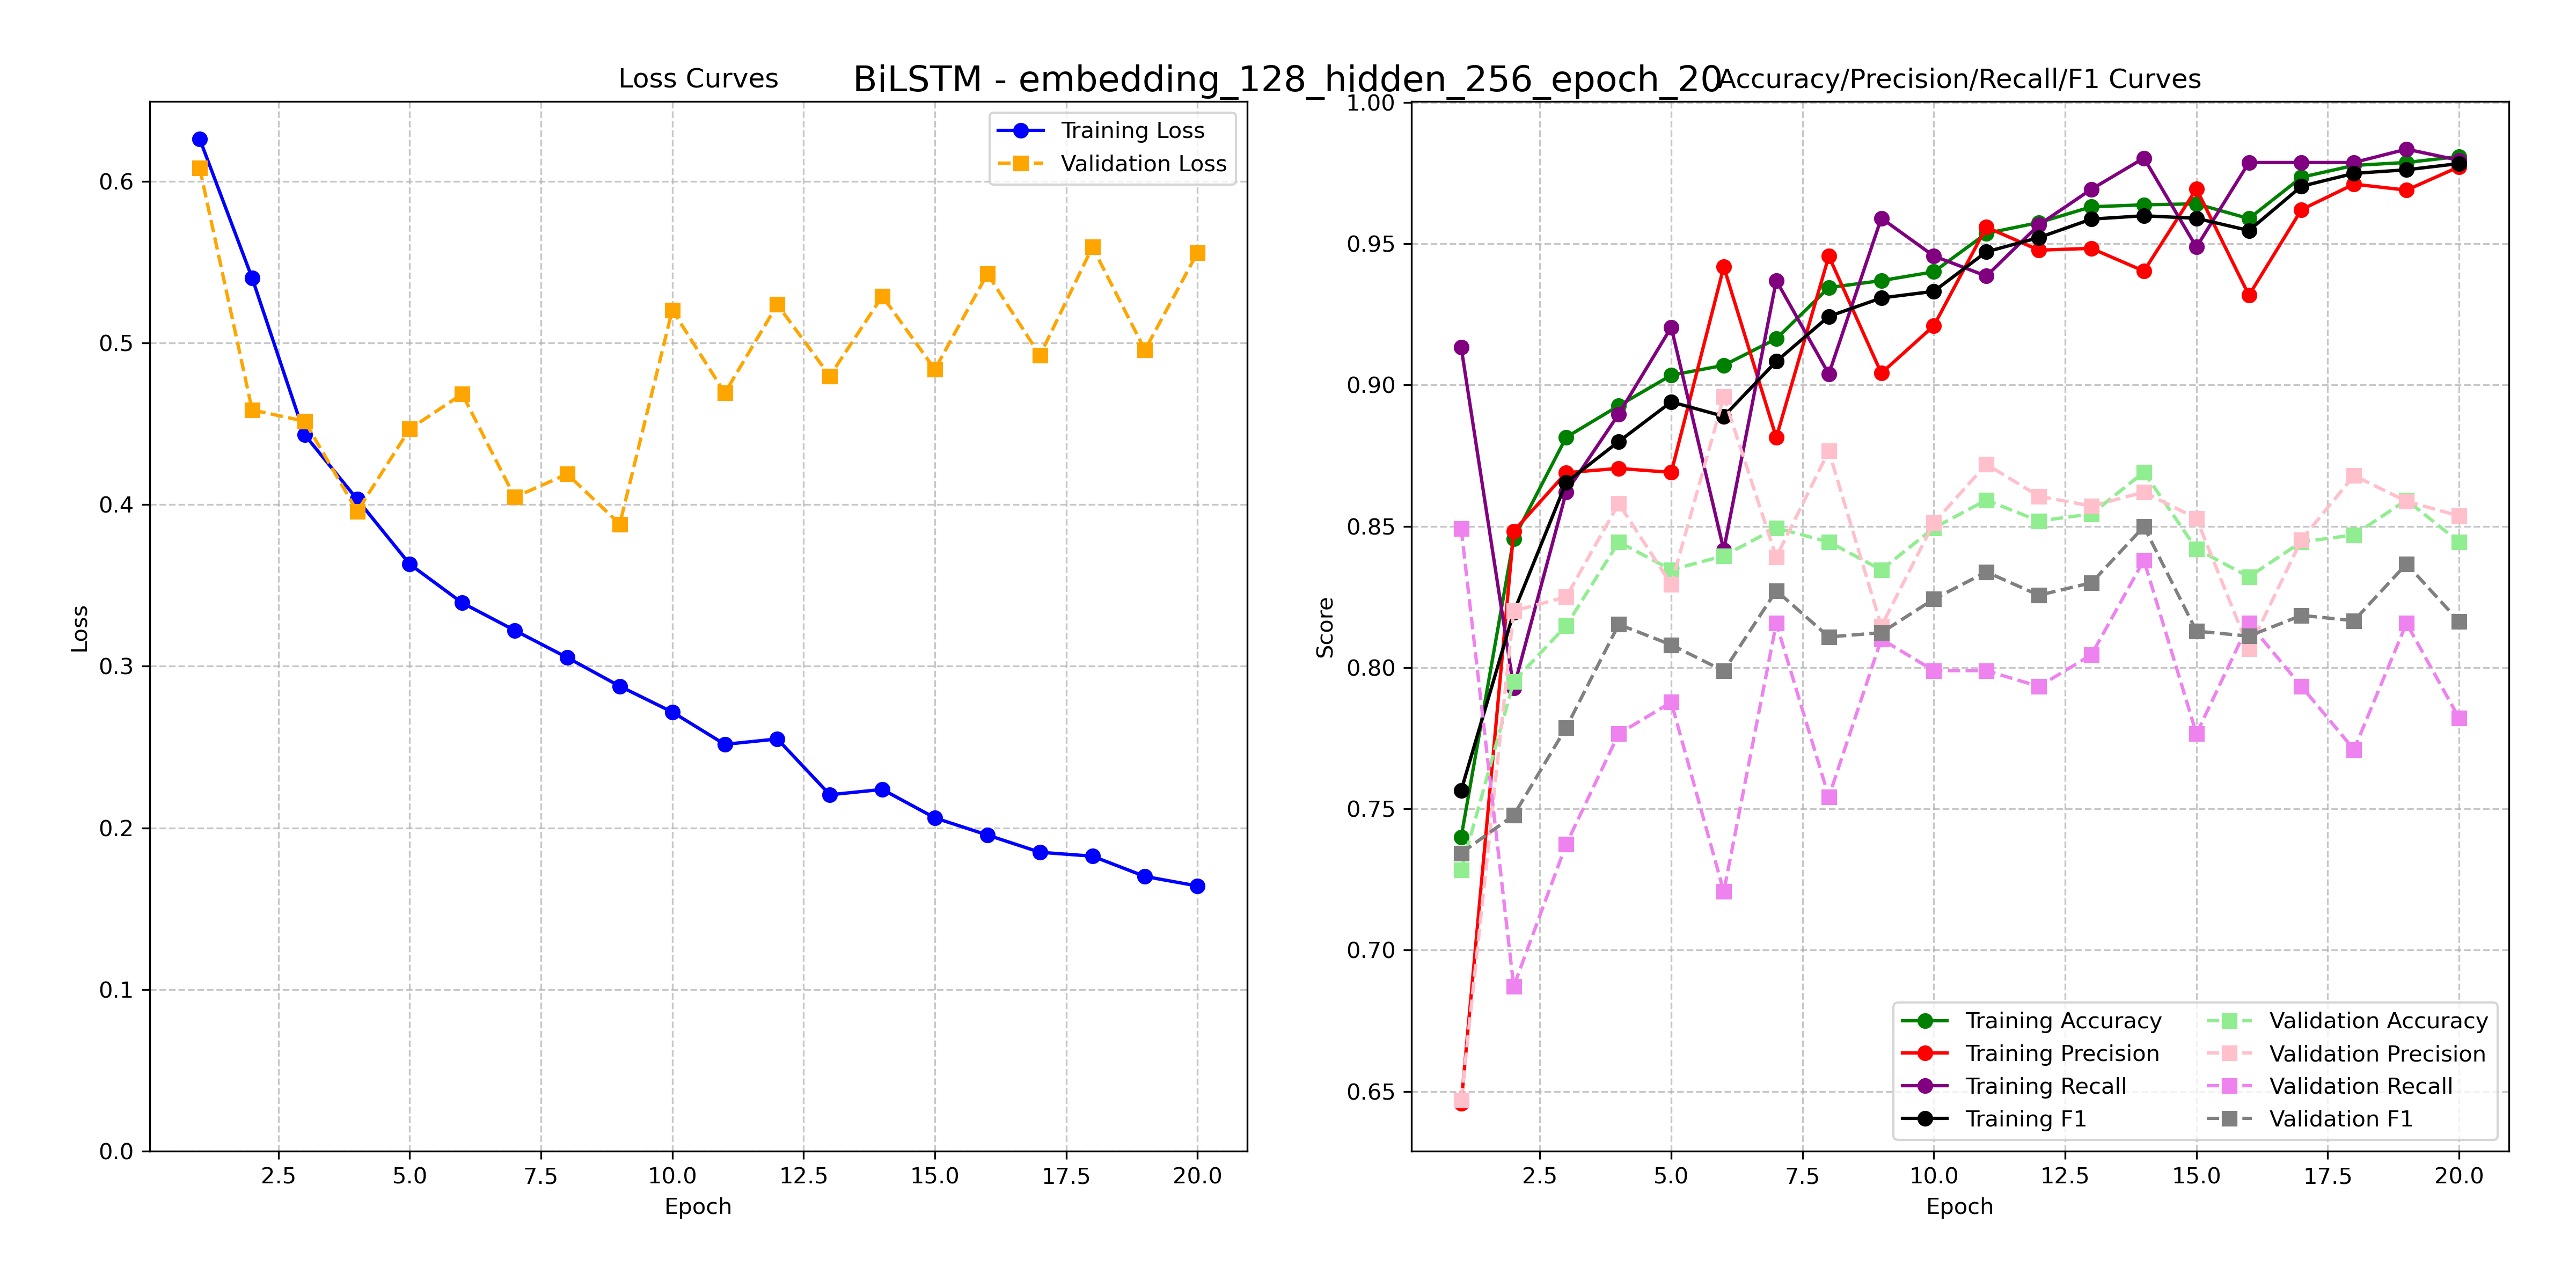 BiLSTM - embedding_128_hidden_256_epoch_20
Loss Curves
Training Loss
Validation Loss
0.6
0.5
0.4
0.3
0.2
0.1
0.0
Loss
2.5 5.0 7.5 10.0 12.5 15.0 17.5 20.0
Epoch
Accuracy/Precision/Recall/F1 Curves
1.00
0.95
0.90
0.85
0.80
0.75
0.70
0.65
Score
Training Accuracy
Training Precision
Training Recall
Training F1
Validation Accuracy
Validation Precision
Validation Recall
Validation F1
2.5 5.0 7.5 10.0 12.5 15.0 17.5 20.0
Epoch